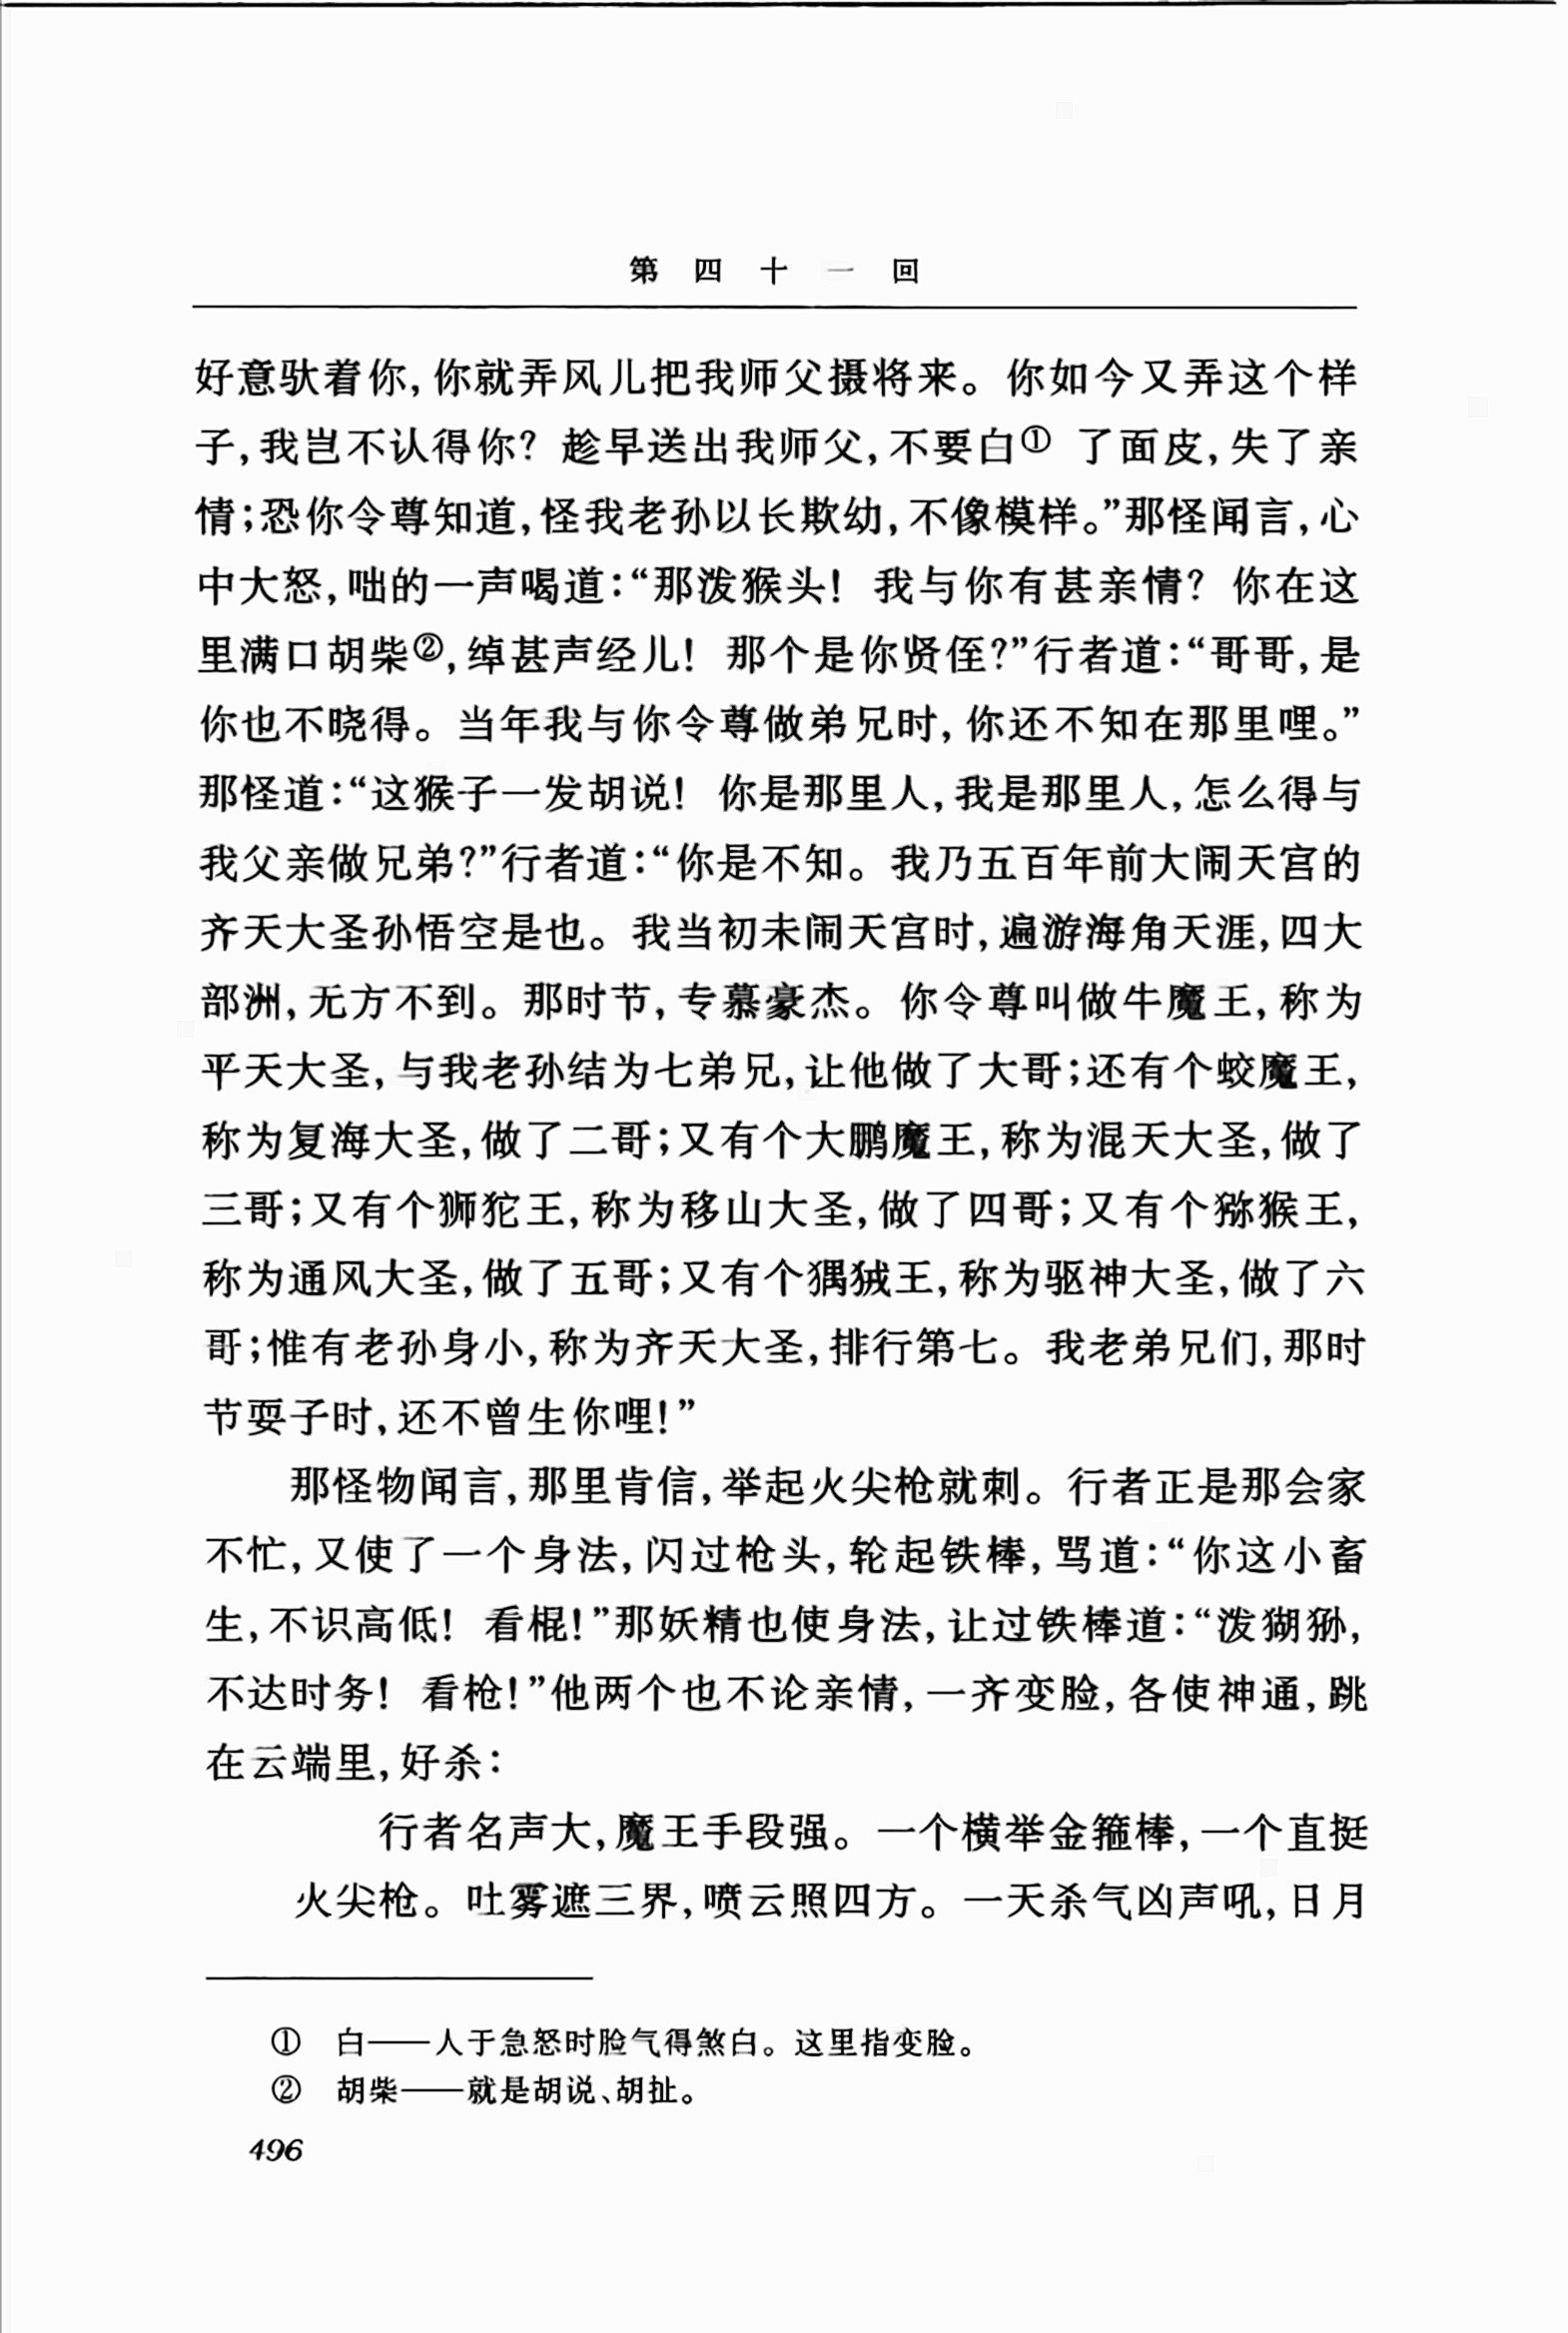 第四十一回
好意驮着你,你就弄风儿把我师父摄将来。你如今又弄这个样
子,我岂不认得你?趁早送出我师父,不要白①了面皮,失了亲
情;恐你令尊知道,怪我老孙以长欺幼,不像模样。”那怪闻言,心
中大怒,咄的一声喝道:“那泼猴头!我与你有甚亲情?你在这
里满口胡柴②,绰甚声经儿!那个是你贤侄?”行者道:“哥哥,是
你也不晓得。当年我与你令尊做弟兄时,你还不知在那里哩。”
那怪道:“这猴子一发胡说!你是那里人,我是那里人,怎么得与
我父亲做兄弟?”行者道:“你是不知。我乃五百年前大闹天宫的
齐天大圣孙悟空是也。我当初未闹天宫时,遍游海角天涯,四大
部洲,无方不到。那时节,专慕豪杰。你令尊叫做牛魔王,称为
平天大圣,与我老孙结为七弟兄,让他做了大哥;还有个蛟魔王,
称为复海大圣,做了二哥;又有个大鹏魔王,称为混天大圣,做了
三哥;又有个狮狔王,称为移山大圣,做了四哥;又有个猕猴王,
称为通风大圣,做了五哥;又有个㺄狨王,称为驱神大圣,做了六
哥;惟有老孙身小,称为齐天大圣,排行第七。我老弟兄们,那时
节耍子时,还不曾生你哩!”
那怪物闻言,那里肯信,举起火尖枪就刺。行者正是那会家
不忙,又使了一个身法,闪过枪头,轮起铁棒,骂道:“你这小畜
生,不识高低!看棍!”那妖精也使身法,让过铁棒道:“泼猢狲,
不达时务!看枪!”他两个也不论亲情,一齐变脸,各使神通,跳
在云端里,好杀:
行者名声大,魔王手段强。一个横举金箍棒,一个直挺
火尖枪。吐雾遮三界,喷云照四方。一天杀气凶声吼,日月
① 白——人于急怒时脸气得煞白。这里指变脸。
② 胡柴——就是胡说、胡扯。
496